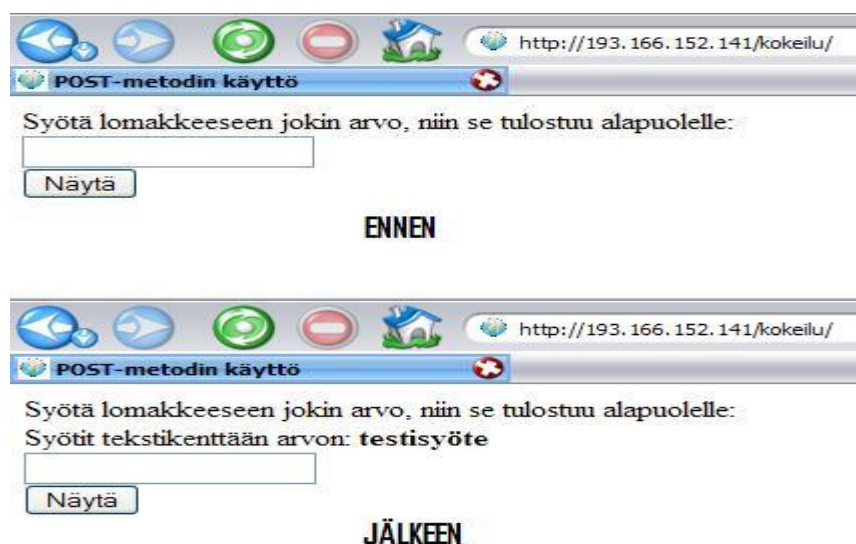 http://193.166.152.141/kokeilu/
POST-metodin käyttö
Syötä lomakkeeseen jokin arvo, niin se tulostuu alapuolelle:
Näytä
ENNEN
http://193.166.152.141/kokeilu/
POST-metodin käyttö
Syötä lomakkeeseen jokin arvo, niin se tulostuu alapuolelle:
Syötit tekstikenttään arvon: testisyöte
Näytä
JÄLKEEN